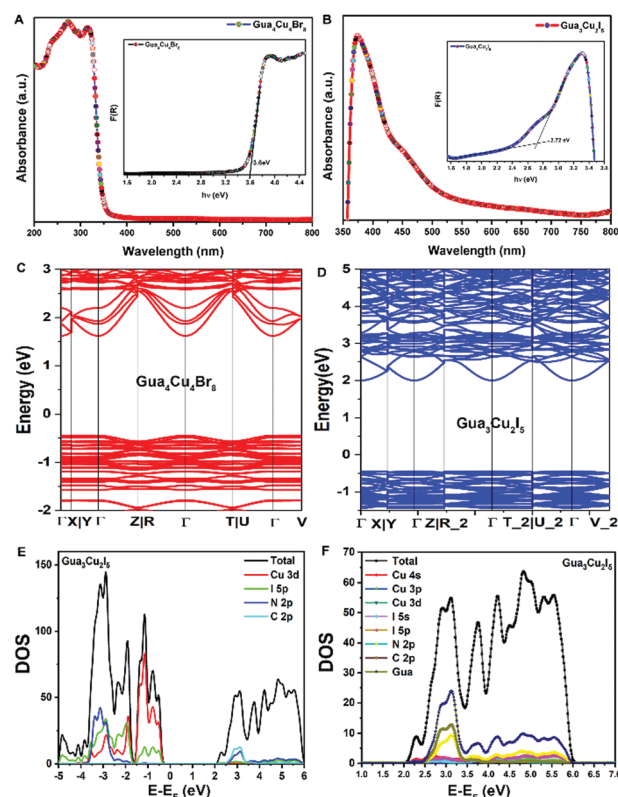 A
Gua4Cu4Br8
Gua4Cu4Br8
F(R)
3.6eV
1.6 2.0 2.4 2.8 3.2 3.6 4.0 4.4
hν (eV)
Absorbance (a.u.)
200 300 400 500 600 700 800
Wavelength (nm)
B
Gua3Cu2I5
Gua3Cu2I5
F(R)
2.72 eV
1.6 2.0 2.4 2.8 3.2 3.6
hν (eV)
Absorbance (a.u.)
350 400 450 500 550 600 650 700 750 800
Wavelength (nm)
C
3
2
1
0
-1
-2
Energy(eV)
Gua4Cu4Br8
Γ X|Y Γ Z|R Γ T|U Γ V
D
5
4
3
2
1
0
-1
Energy(eV)
Gua3Cu2I5
Γ X|Y Γ Z|R_2 Γ T_2|U_2 Γ V_2
E
Gua3Cu2I5
Total
Cu 3d
I 5p
N 2p
C 2p
150
100
50
0
DOS
-5 -4 -3 -2 -1 0 1 2 3 4 5 6
E-EF (eV)
F
Gua3Cu2I5
Total
Cu 4s
Cu 3p
Cu 3d
I 5s
I 5p
N 2p
C 2p
Gua
70
60
50
40
30
20
10
0
DOS
1.0 2.0 3.0 4.0 5.0 6.0 7.0
E-EF (eV)